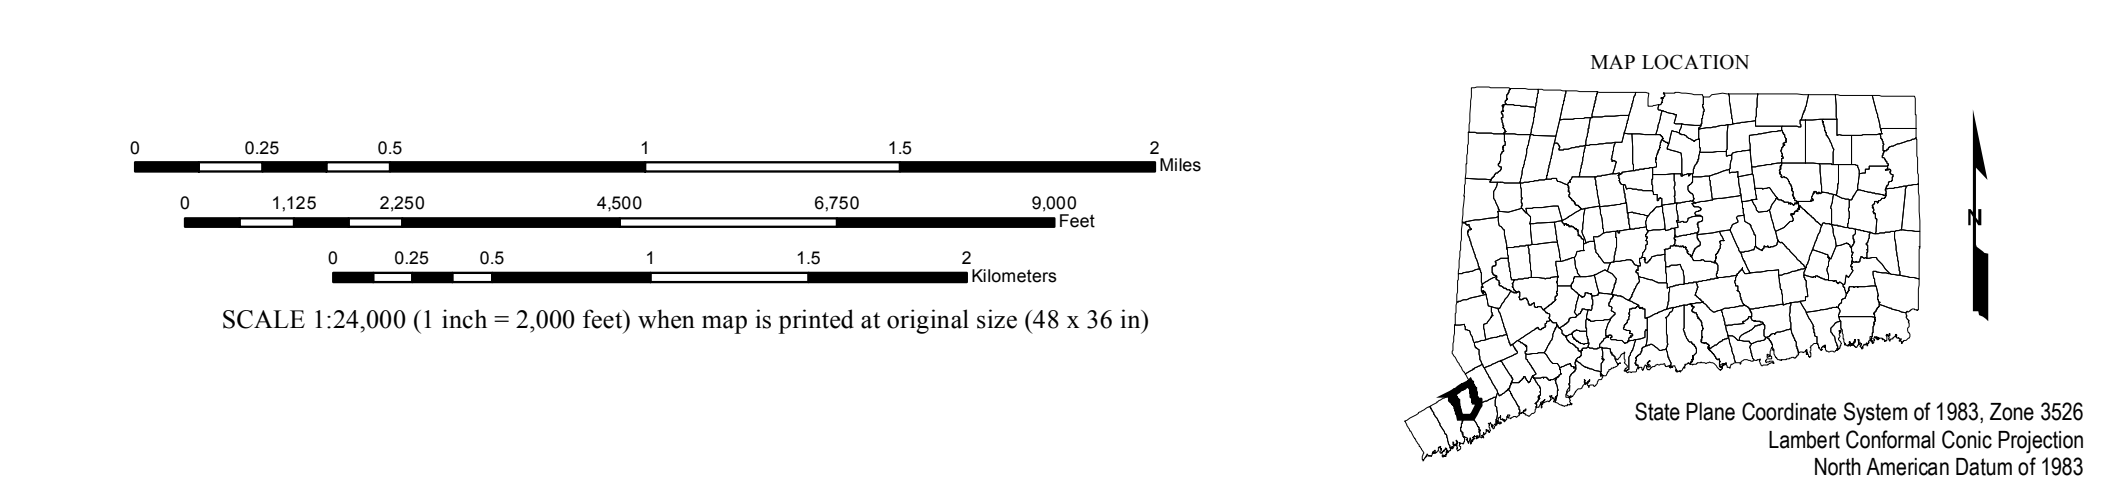 0 0.25 0.5 1 1.5 2
Miles
0 1,125 2,250 4,500 6,750 9,000
Feet
0 0.25 0.5 1 1.5 2
Kilometers
SCALE 1:24,000 (1 inch = 2,000 feet) when map is printed at original size (48 x 36 in)
MAP LOCATION
N
State Plane Coordinate System of 1983, Zone 3526
Lambert Conformal Conic Projection
North American Datum of 1983